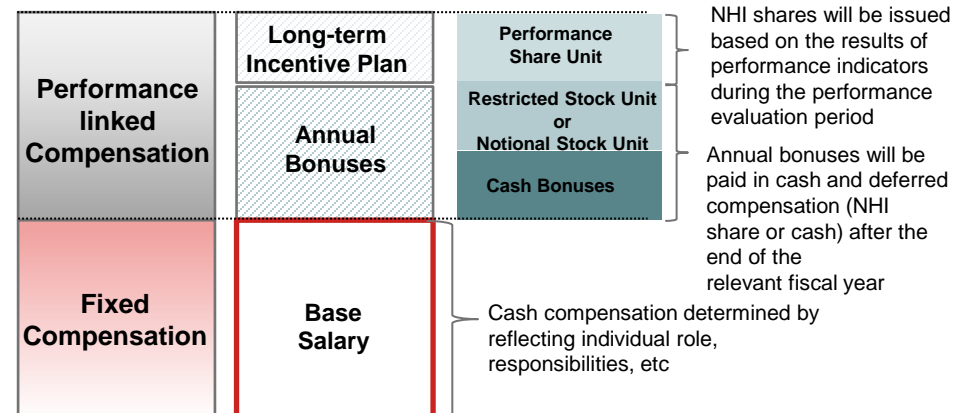 Performance
linked
Compensation
Fixed
Compensation
Long-term
Incentive Plan
Annual
Bonuses
Base
Salary
Performance
Share Unit
Restricted Stock Unit
or
Notional Stock Unit
Cash Bonuses
NHI shares will be issued
based on the results of
performance indicators
during the performance
evaluation period
Annual bonuses will be
paid in cash and deferred
compensation (NHI
share or cash) after the
end of the
relevant fiscal year
Cash compensation determined by
reflecting individual role,
responsibilities, etc